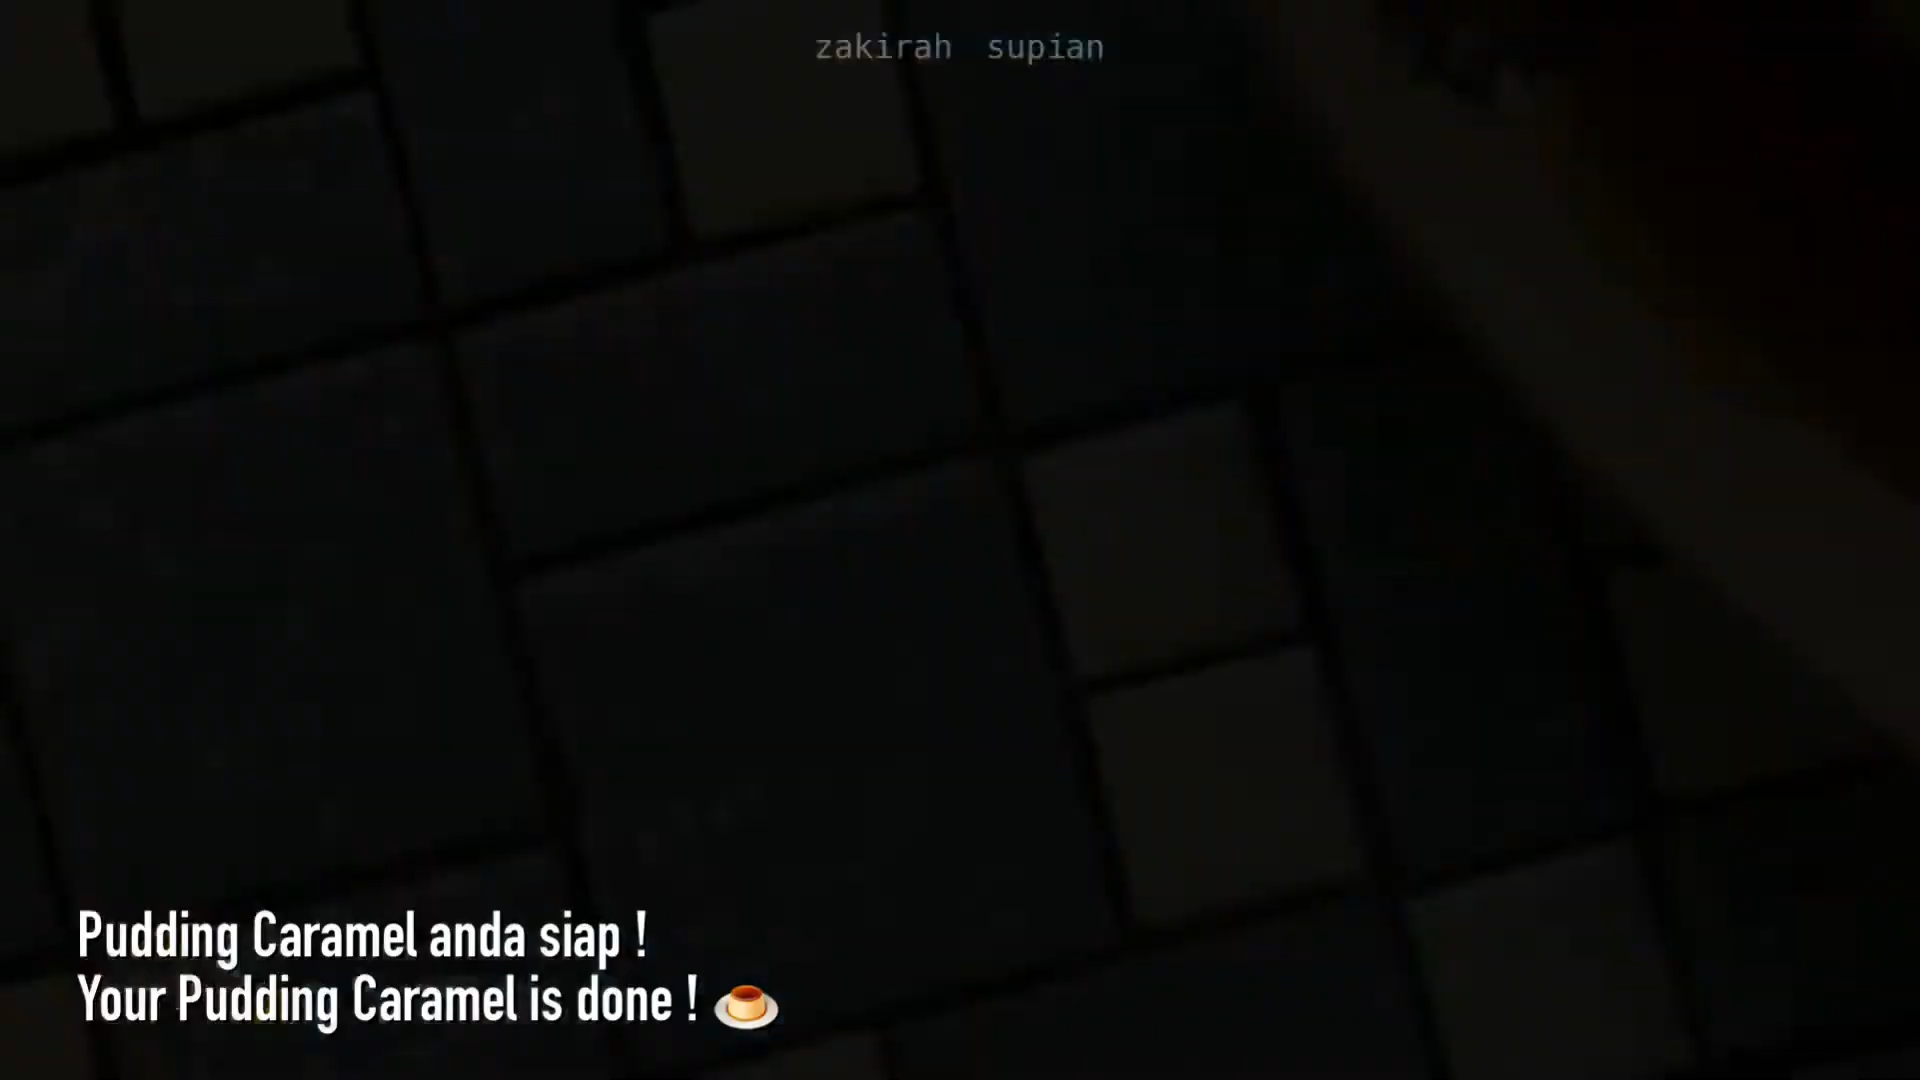 zakirah supian
Pudding Caramel anda siap !
Your Pudding Caramel is done ! 🍮